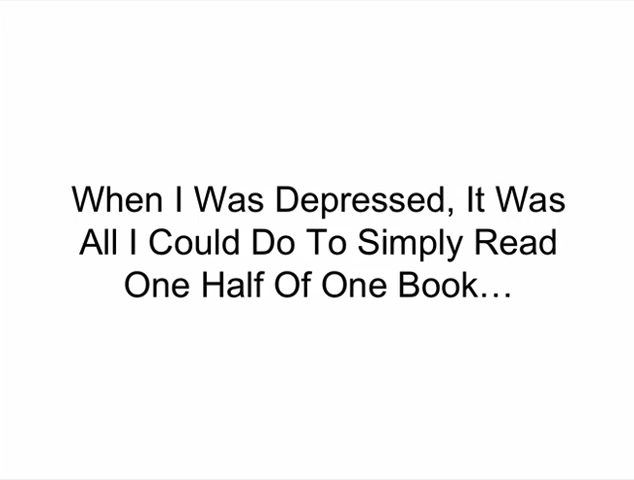 When I Was Depressed, It Was
All I Could Do To Simply Read
One Half Of One Book…